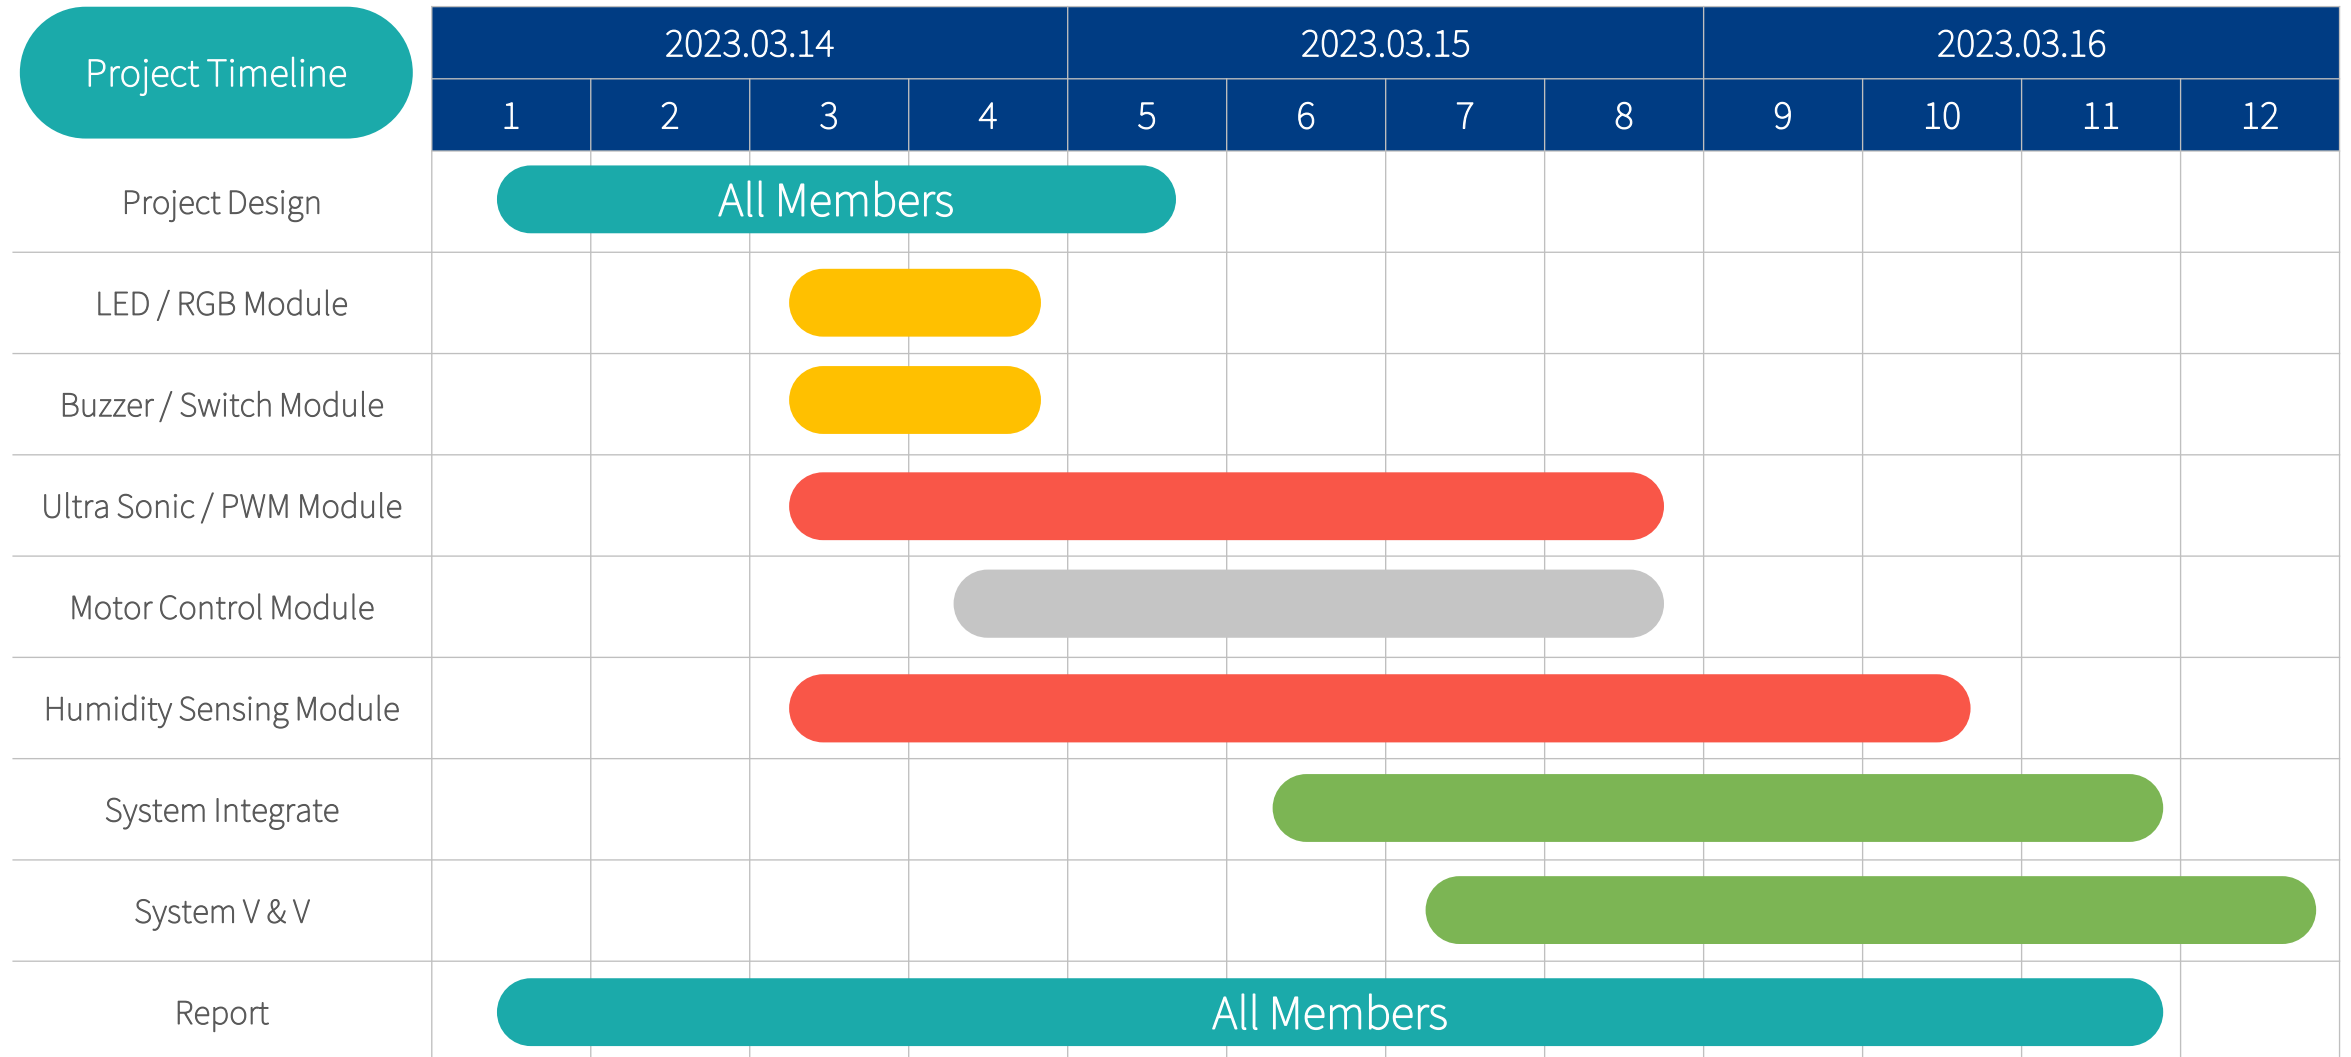 Project Timeline
2023.03.14 2023.03.15 2023.03.16
1 2 3 4 5 6 7 8 9 10 11 12
Project Design
All Members
LED / RGB Module
Buzzer / Switch Module
Ultra Sonic / PWM Module
Motor Control Module
Humidity Sensing Module
System Integrate
System V & V
Report
All Members